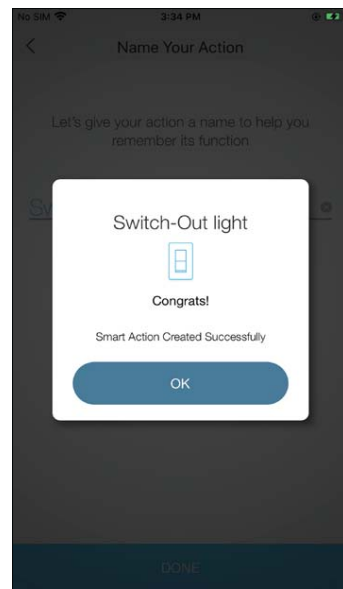 No SIM 3:34 PM
Name Your Action
Let's give your action a name to help you
remember its function
Sw
Switch-Out light
Congrats!
Smart Action Created Successfully
OK
DONE